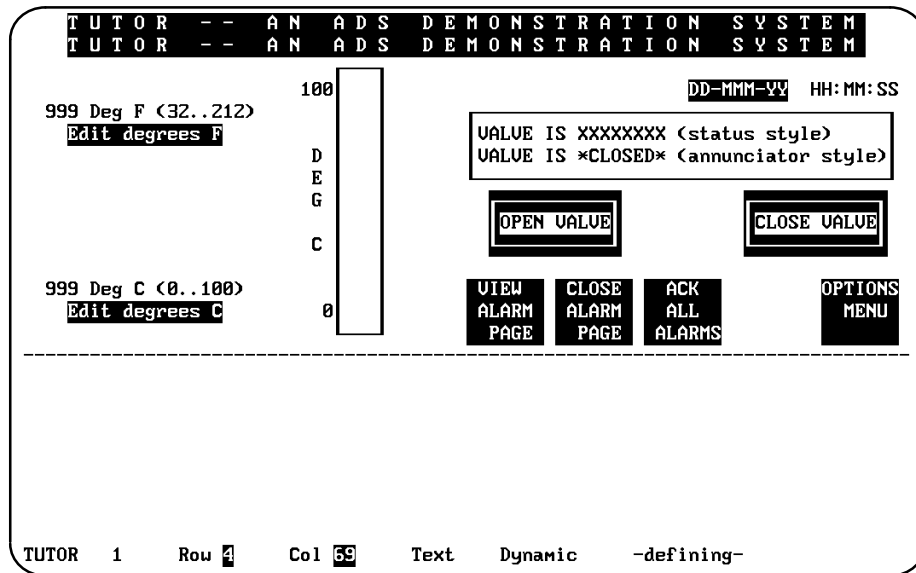 T U T O R -- A N A D S D E M O N S T R A T I O N S Y S T E M
T U T O R -- A N A D S D E M O N S T R A T I O N S Y S T E M
100
DD-MMM-YY HH:MM:SS
999 Deg F (32..212)
Edit degrees F
VALVE IS XXXXXXXX (status style)
VALVE IS *CLOSED* (annunciator style)
D
E
G
C
OPEN VALVE
CLOSE VALVE
999 Deg C (0..100)
Edit degrees C
0
VIEW
ALARM
PAGE
CLOSE
ALARM
PAGE
ACK
ALL
ALARMS
OPTIONS
MENU
TUTOR 1 Row 4 Col 69 Text Dynamic -defining-